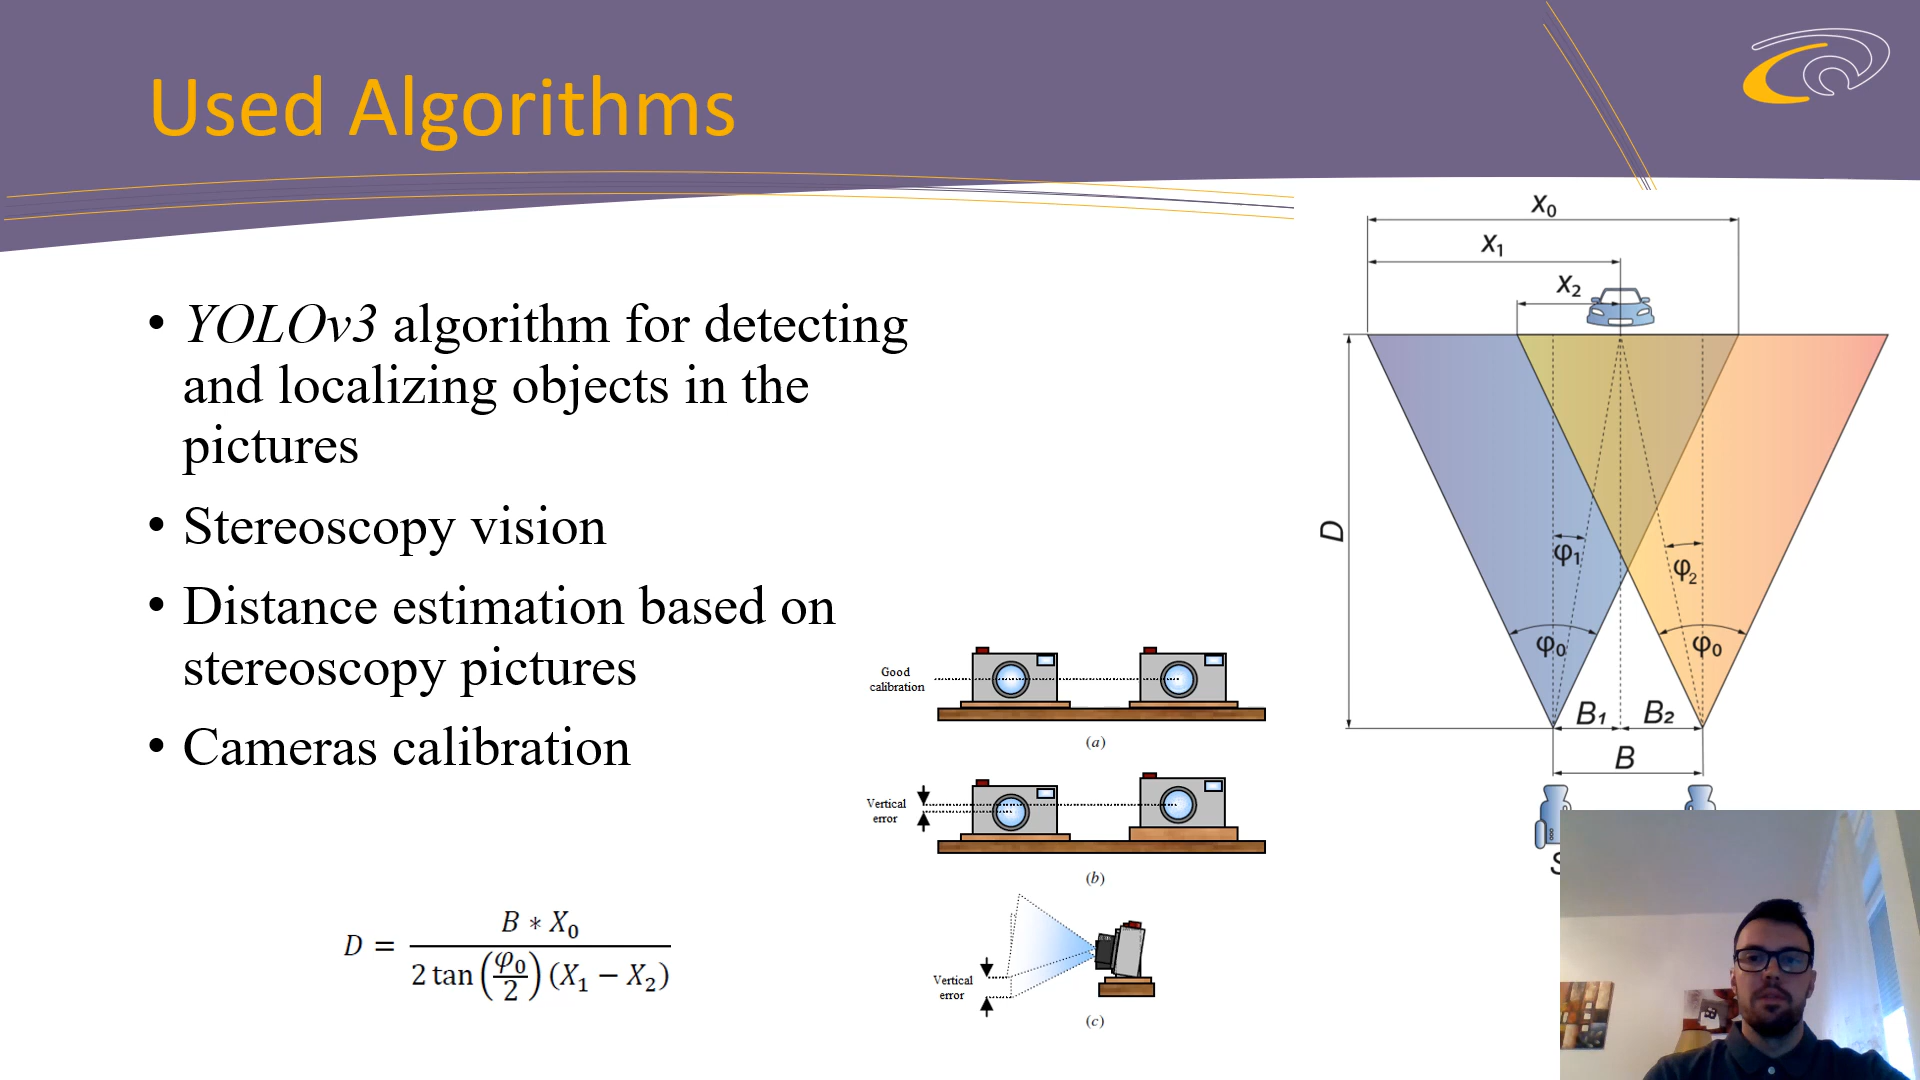 Used Algorithms
• YOLOv3 algorithm for detecting
and localizing objects in the
pictures
• Stereoscopy vision
• Distance estimation based on
stereoscopy pictures
• Cameras calibration
D = B * X₀ / 2 tan (φ₀/2) (X₁ − X₂)
Good
calibration
(a)
Vertical
error
(b)
Vertical
error
(c)
X₀
X₁
X₂
D
φ₁
φ₂
φ₀
φ₀
B₁
B₂
B